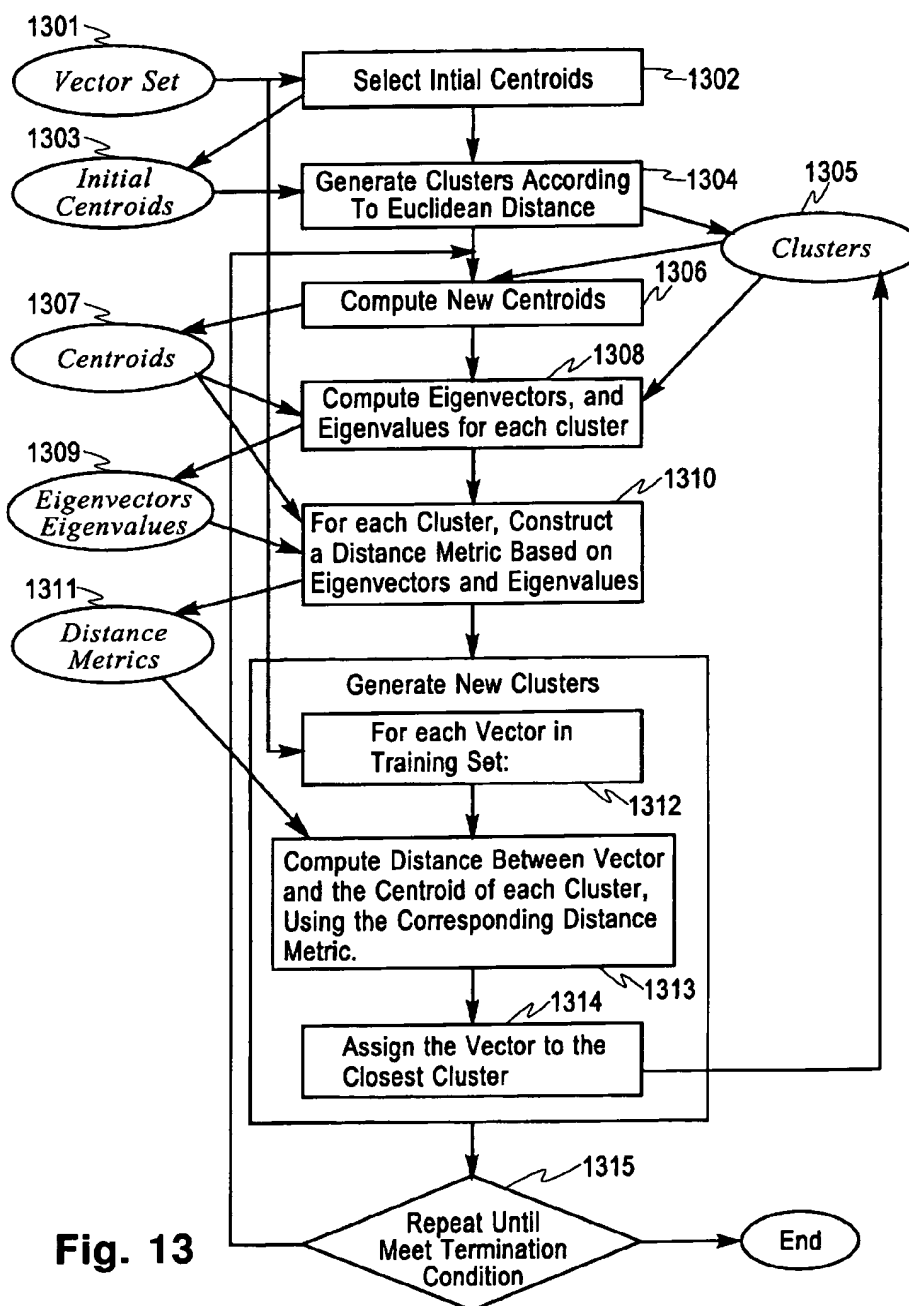 1301
Vector Set
Select Intial Centroids
1302
1303
Initial
Centroids
Generate Clusters According
To Euclidean Distance
1304
1305
Clusters
Compute New Centroids
1306
1307
Centroids
1308
Compute Eigenvectors, and
Eigenvalues for each cluster
1309
Eigenvectors
Eigenvalues
1310
For each Cluster, Construct
a Distance Metric Based on
Eigenvectors and Eigenvalues
1311
Distance
Metrics
Generate New Clusters
For each Vector in
Training Set:
1312
Compute Distance Between Vector
and the Centroid of each Cluster,
Using the Corresponding Distance
Metric.
1313
1314
Assign the Vector to the
Closest Cluster
1315
Repeat Until
Meet Termination
Condition
End
Fig. 13